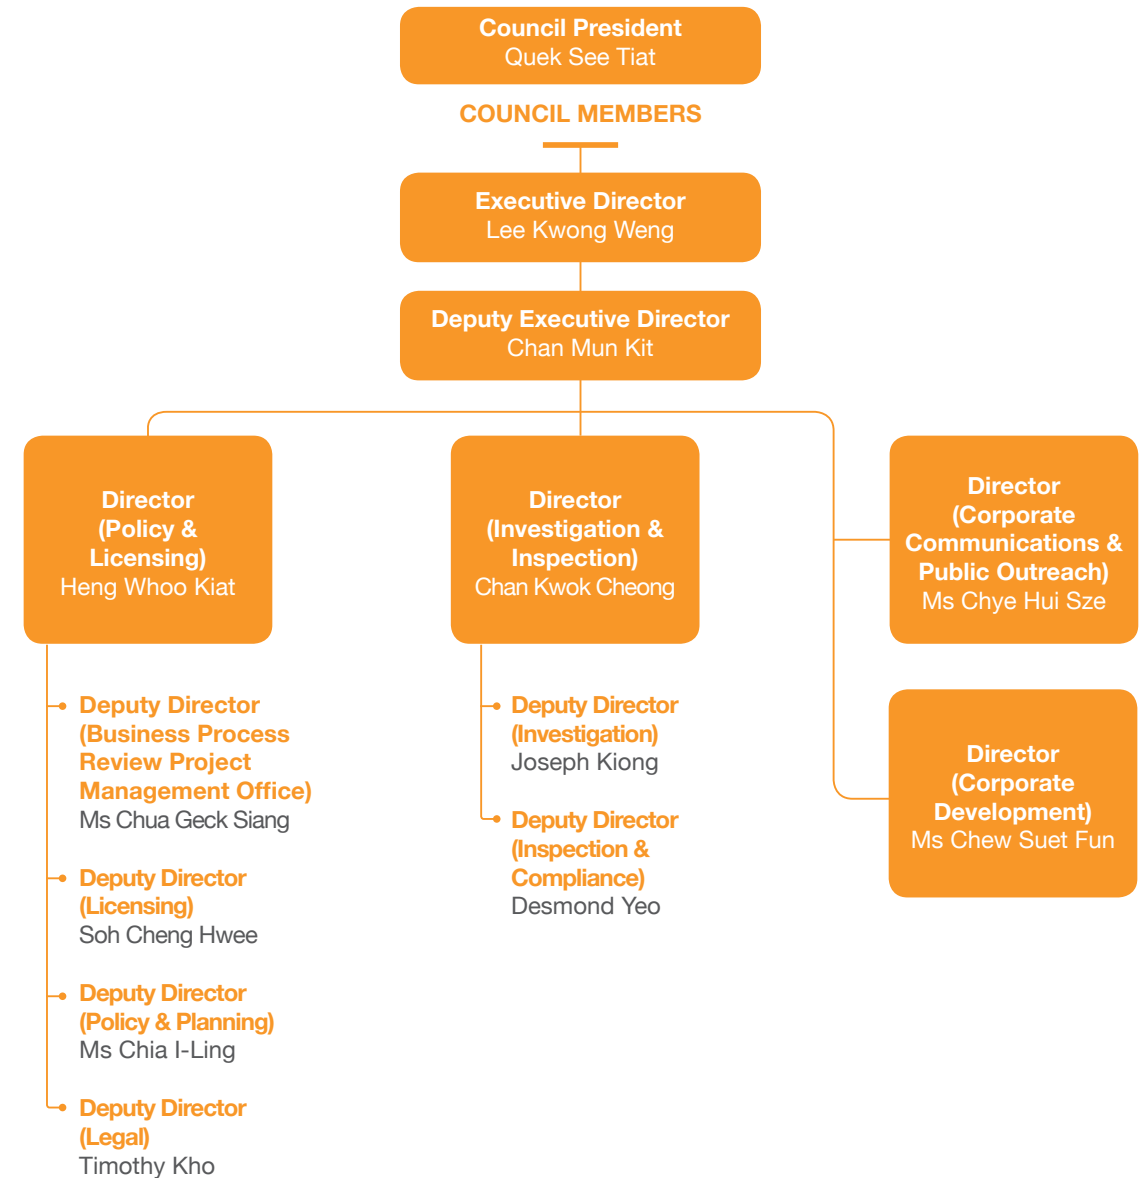 Council President
Quek See Tiat
COUNCIL MEMBERS
Executive Director
Lee Kwong Weng
Deputy Executive Director
Chan Mun Kit
Director
(Policy &
Licensing)
Heng Whoo Kiat
Deputy Director
(Business Process
Review Project
Management Office)
Ms Chua Geck Siang
Deputy Director
(Licensing)
Soh Cheng Hwee
Deputy Director
(Policy & Planning)
Ms Chia I-Ling
Deputy Director
(Legal)
Timothy Kho
Director
(Investigation &
Inspection)
Chan Kwok Cheong
Deputy Director
(Investigation)
Joseph Kiong
Deputy Director
(Inspection &
Compliance)
Desmond Yeo
Director
(Corporate
Communications &
Public Outreach)
Ms Chye Hui Sze
Director
(Corporate
Development)
Ms Chew Suet Fun